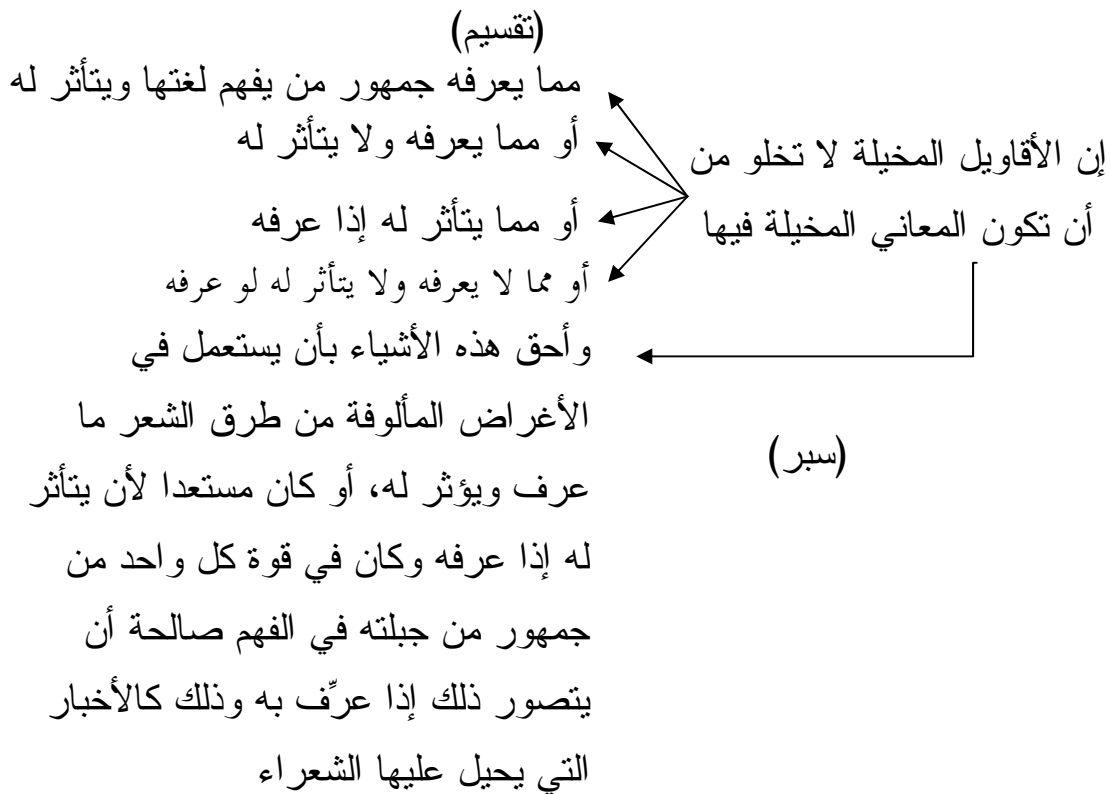 (تقسيم)
إن الأقاويل المخيلة لا تخلو من
أن تكون المعاني المخيلة فيها
مما يعرفه جمهور من يفهم لغتها ويتأثر له
أو مما يعرفه ولا يتأثر له
أو مما يتأثر له إذا عرفه
أو مما لا يعرفه ولا يتأثر له لو عرفه
(سبر)
وأحق هذه الأشياء بأن يستعمل في
الأغراض المألوفة من طرق الشعر ما
عرف ويؤثر له، أو كان مستعدا لأن يتأثر
له إذا عرفه وكان في قوة كل واحد من
جمهور من جبلته في الفهم صالحة أن
يتصور ذلك إذا عرِّف به وذلك كالأخبار
التي يحيل عليها الشعراء